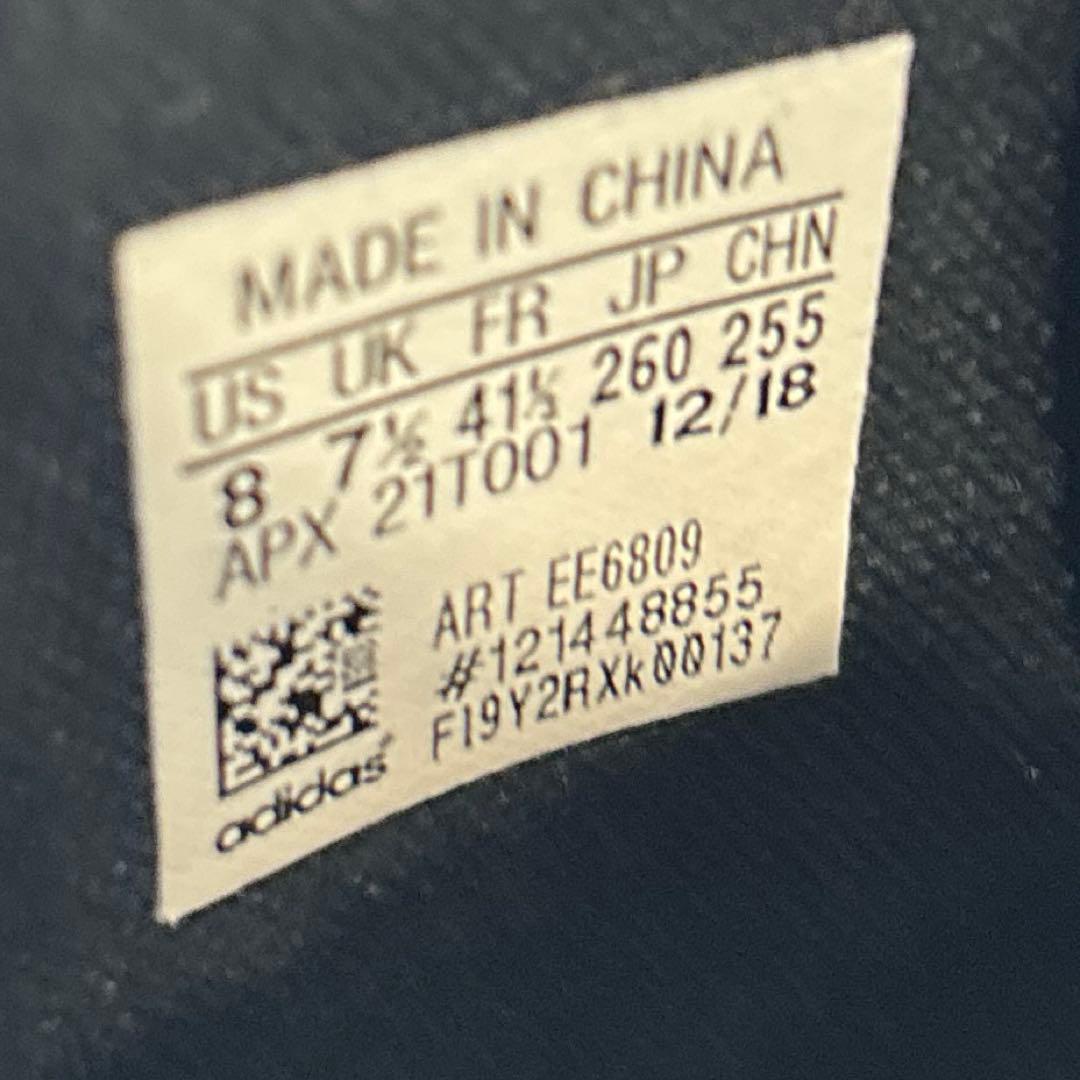 MADE IN CHINA
US UK FR JP CHN
8 7½ 41⅓ 260 255
APX 21T001 12/18
ART EE6809
#121448855
F19Y2RXk00137
adidas